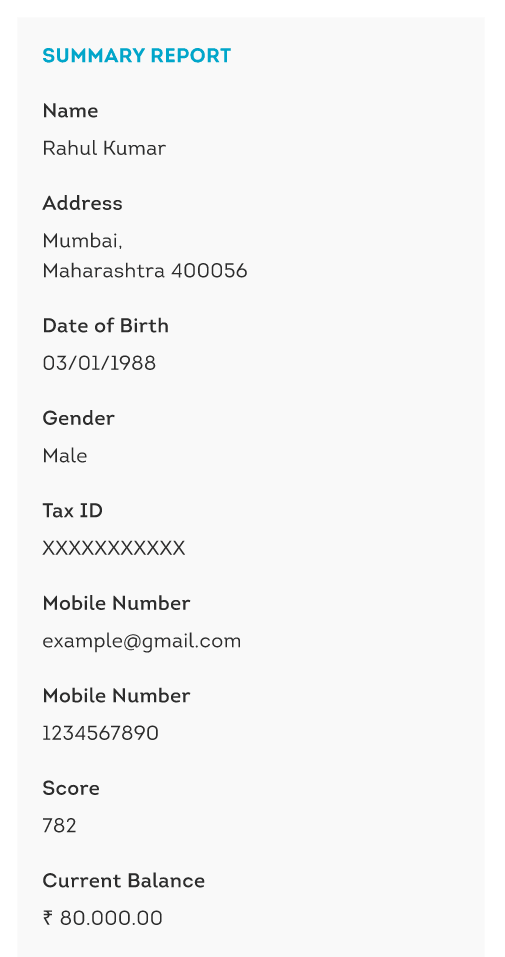 SUMMARY REPORT
Name
Rahul Kumar
Address
Mumbai,
Maharashtra 400056
Date of Birth
03/01/1988
Gender
Male
Tax ID
XXXXXXXXXXX
Mobile Number
example@gmail.com
Mobile Number
1234567890
Score
782
Current Balance
₹ 80.000.00